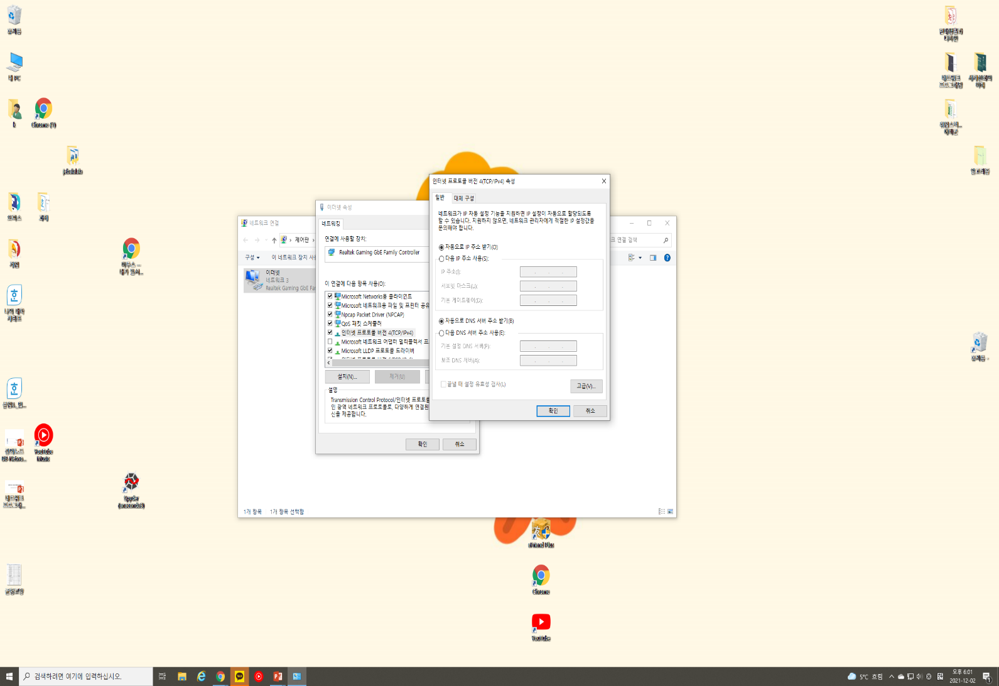 휴지통
내 PC
k
Chrome (1)
오피스
과제
게임
YouTube
Music
Spyder
(anaconda3)
네트워크 연결
제어판
크 연결 검색
구성
이 네트워크 장치 사용
이더넷
네트워크 3
Realtek Gaming GbE Fa
1개 항목
1개 항목 선택함
이더넷 속성
네트워킹
연결에 사용할 장치:
Realtek Gaming GbE Family Controller
이 연결에 다음 항목 사용(O):
Microsoft Networks용 클라이언트
Microsoft 네트워크용 파일 및 프린터 공유
Npcap Packet Driver (NPCAP)
QoS 패킷 스케줄러
인터넷 프로토콜 버전 4(TCP/IPv4)
Microsoft 네트워크 어댑터 멀티플렉서 프
Microsoft LLDP 프로토콜 드라이버
설치(N)...
제거(U)
설명
Transmission Control Protocol/인터넷 프로토콜
인 광역 네트워크 프로토콜로, 다양하게 연결된
신을 제공합니다.
확인
취소
인터넷 프로토콜 버전 4(TCP/IPv4) 속성
일반
대체 구성
네트워크가 IP 자동 설정 기능을 지원하면 IP 설정이 자동으로 할당되도록
할 수 있습니다. 지원하지 않으면, 네트워크 관리자에게 적절한 IP 설정값을
문의해야 합니다.
자동으로 IP 주소 받기(O)
다음 IP 주소 사용(S):
IP 주소(I):
서브넷 마스크(U):
기본 게이트웨이(D):
자동으로 DNS 서버 주소 받기(B)
다음 DNS 서버 주소 사용(E):
기본 설정 DNS 서버(P):
보조 DNS 서버(A):
끝낼 때 설정 유효성 검사(L)
고급(V)...
확인
취소
네트워크
프로그래밍
eFriend Plus
Chrome
YouTube
검색하려면 여기에 입력하십시오.
5°C 흐림
오후 6:01
2021-12-02